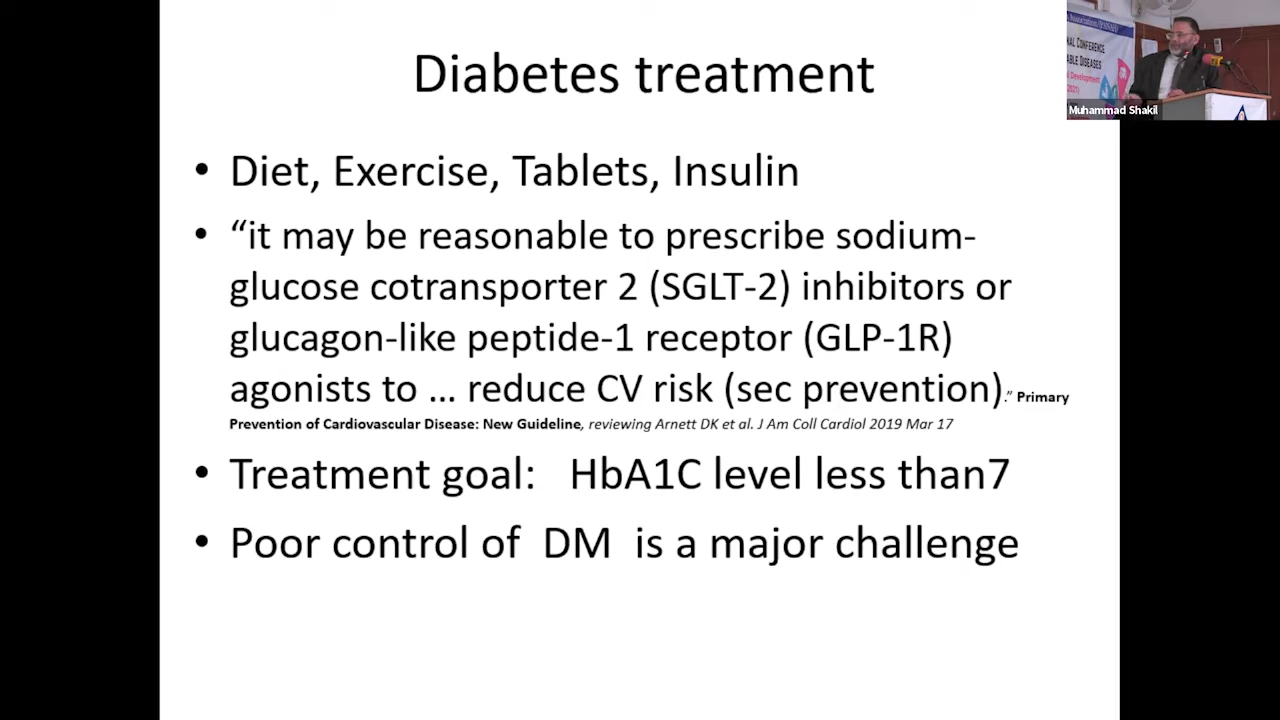 Diabetes treatment
• Diet, Exercise, Tablets, Insulin
• “it may be reasonable to prescribe sodium-
glucose cotransporter 2 (SGLT-2) inhibitors or
glucagon-like peptide-1 receptor (GLP-1R)
agonists to … reduce CV risk (sec prevention).” Primary
Prevention of Cardiovascular Disease: New Guideline, reviewing Arnett DK et al. J Am Coll Cardiol 2019 Mar 17
• Treatment goal: HbA1C level less than7
• Poor control of DM is a major challenge
CONFERENCE
DISEASES
Development
Muhammad Shakil